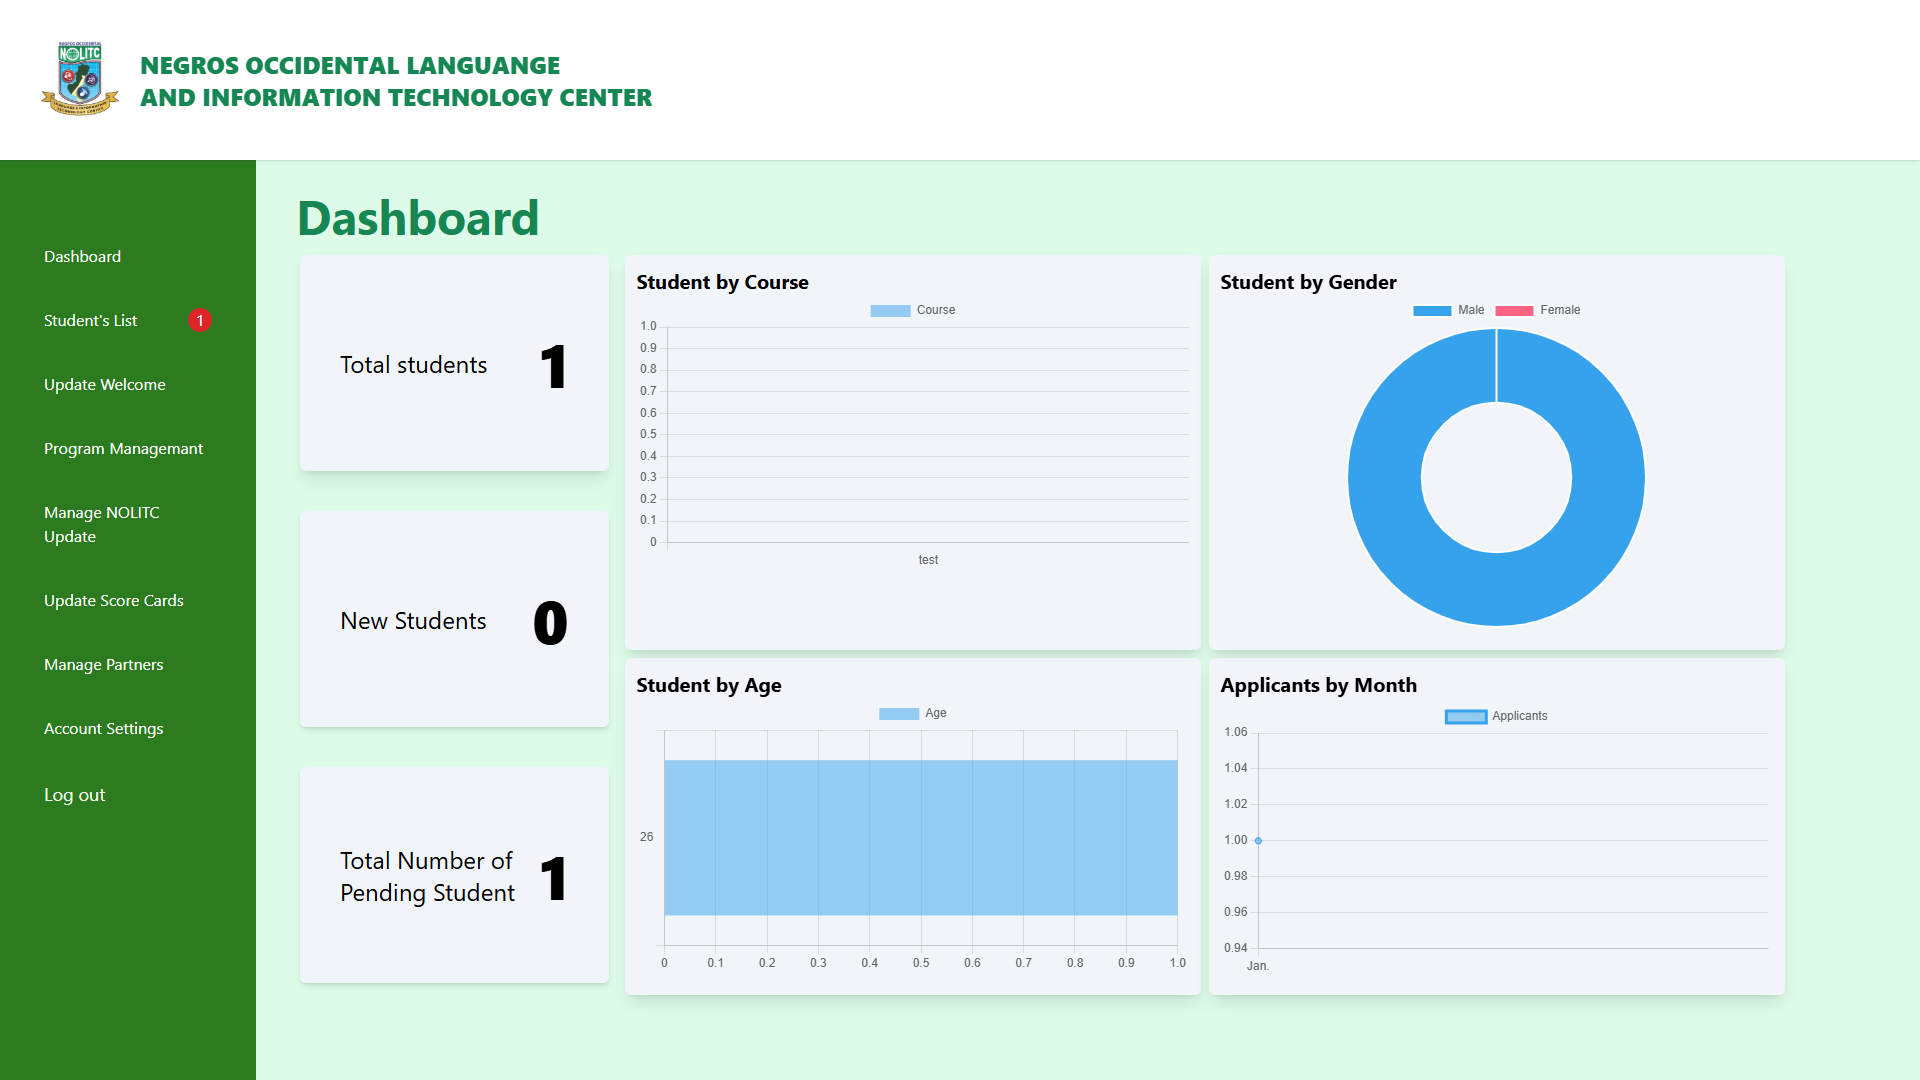 NEGROS OCCIDENTAL
NOLITC
NEGROS OCCIDENTAL LANGUANGE
AND INFORMATION TECHNOLOGY CENTER
Dashboard
Student's List
1
Update Welcome
Program Managemant
Manage NOLITC
Update
Update Score Cards
Manage Partners
Account Settings
Log out
Dashboard
Total students
1
New Students
0
Total Number of
Pending Student
1
Student by Course
Course
1.0
0.9
0.8
0.7
0.6
0.5
0.4
0.3
0.2
0.1
0
test
Student by Gender
Male Female
Student by Age
Age
26
0 0.1 0.2 0.3 0.4 0.5 0.6 0.7 0.8 0.9 1.0
Applicants by Month
Applicants
1.06
1.04
1.02
1.00
0.98
0.96
0.94
Jan.